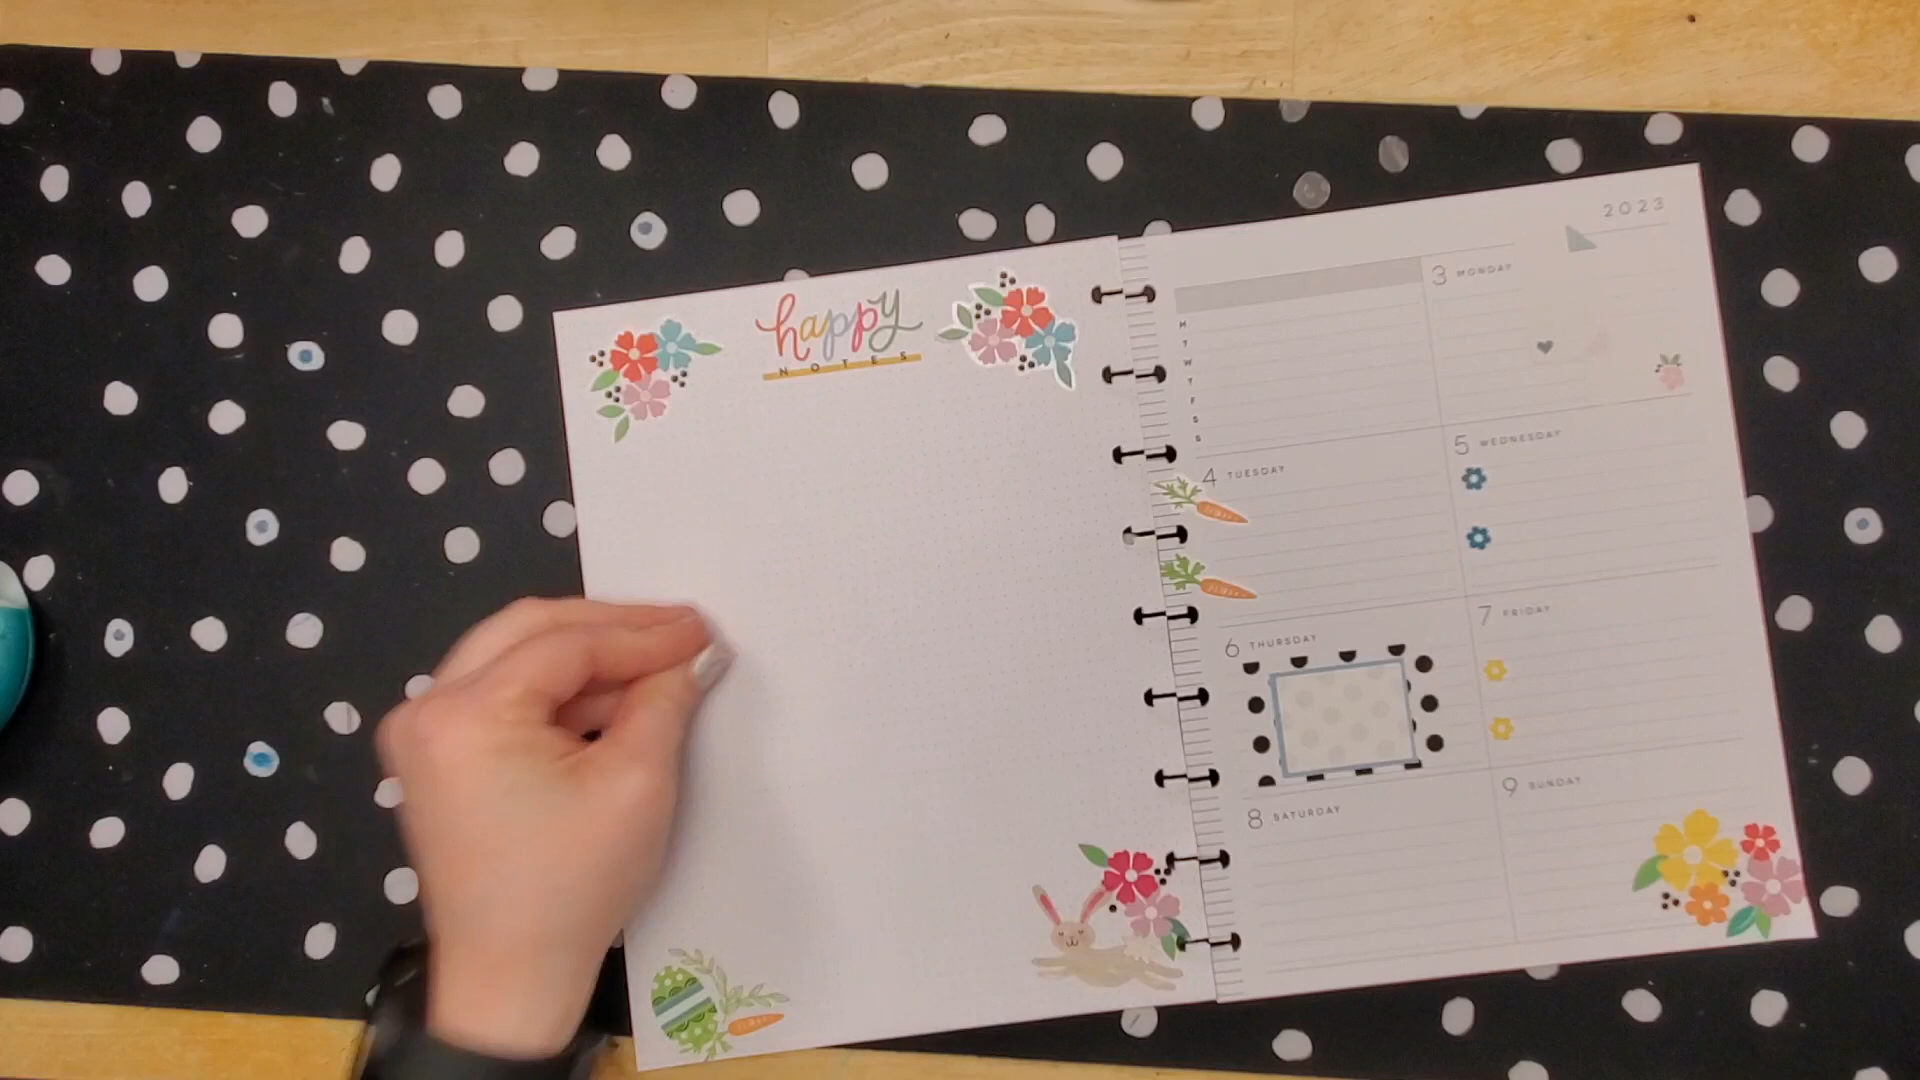 happy
NOTES
2023
3 MONDAY
M
T
W
T
F
S
S
4 TUESDAY
5 WEDNESDAY
6 THURSDAY
7 FRIDAY
8 SATURDAY
9 SUNDAY